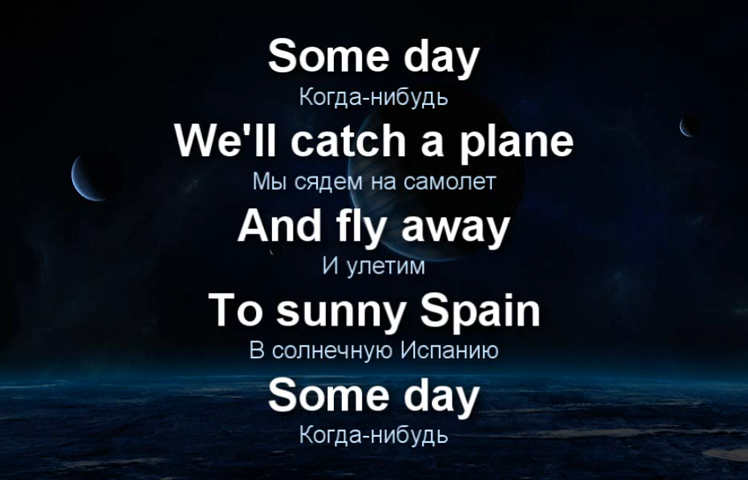 Some day
Когда-нибудь
We'll catch a plane
Мы сядем на самолет
And fly away
И улетим
To sunny Spain
В солнечную Испанию
Some day
Когда-нибудь